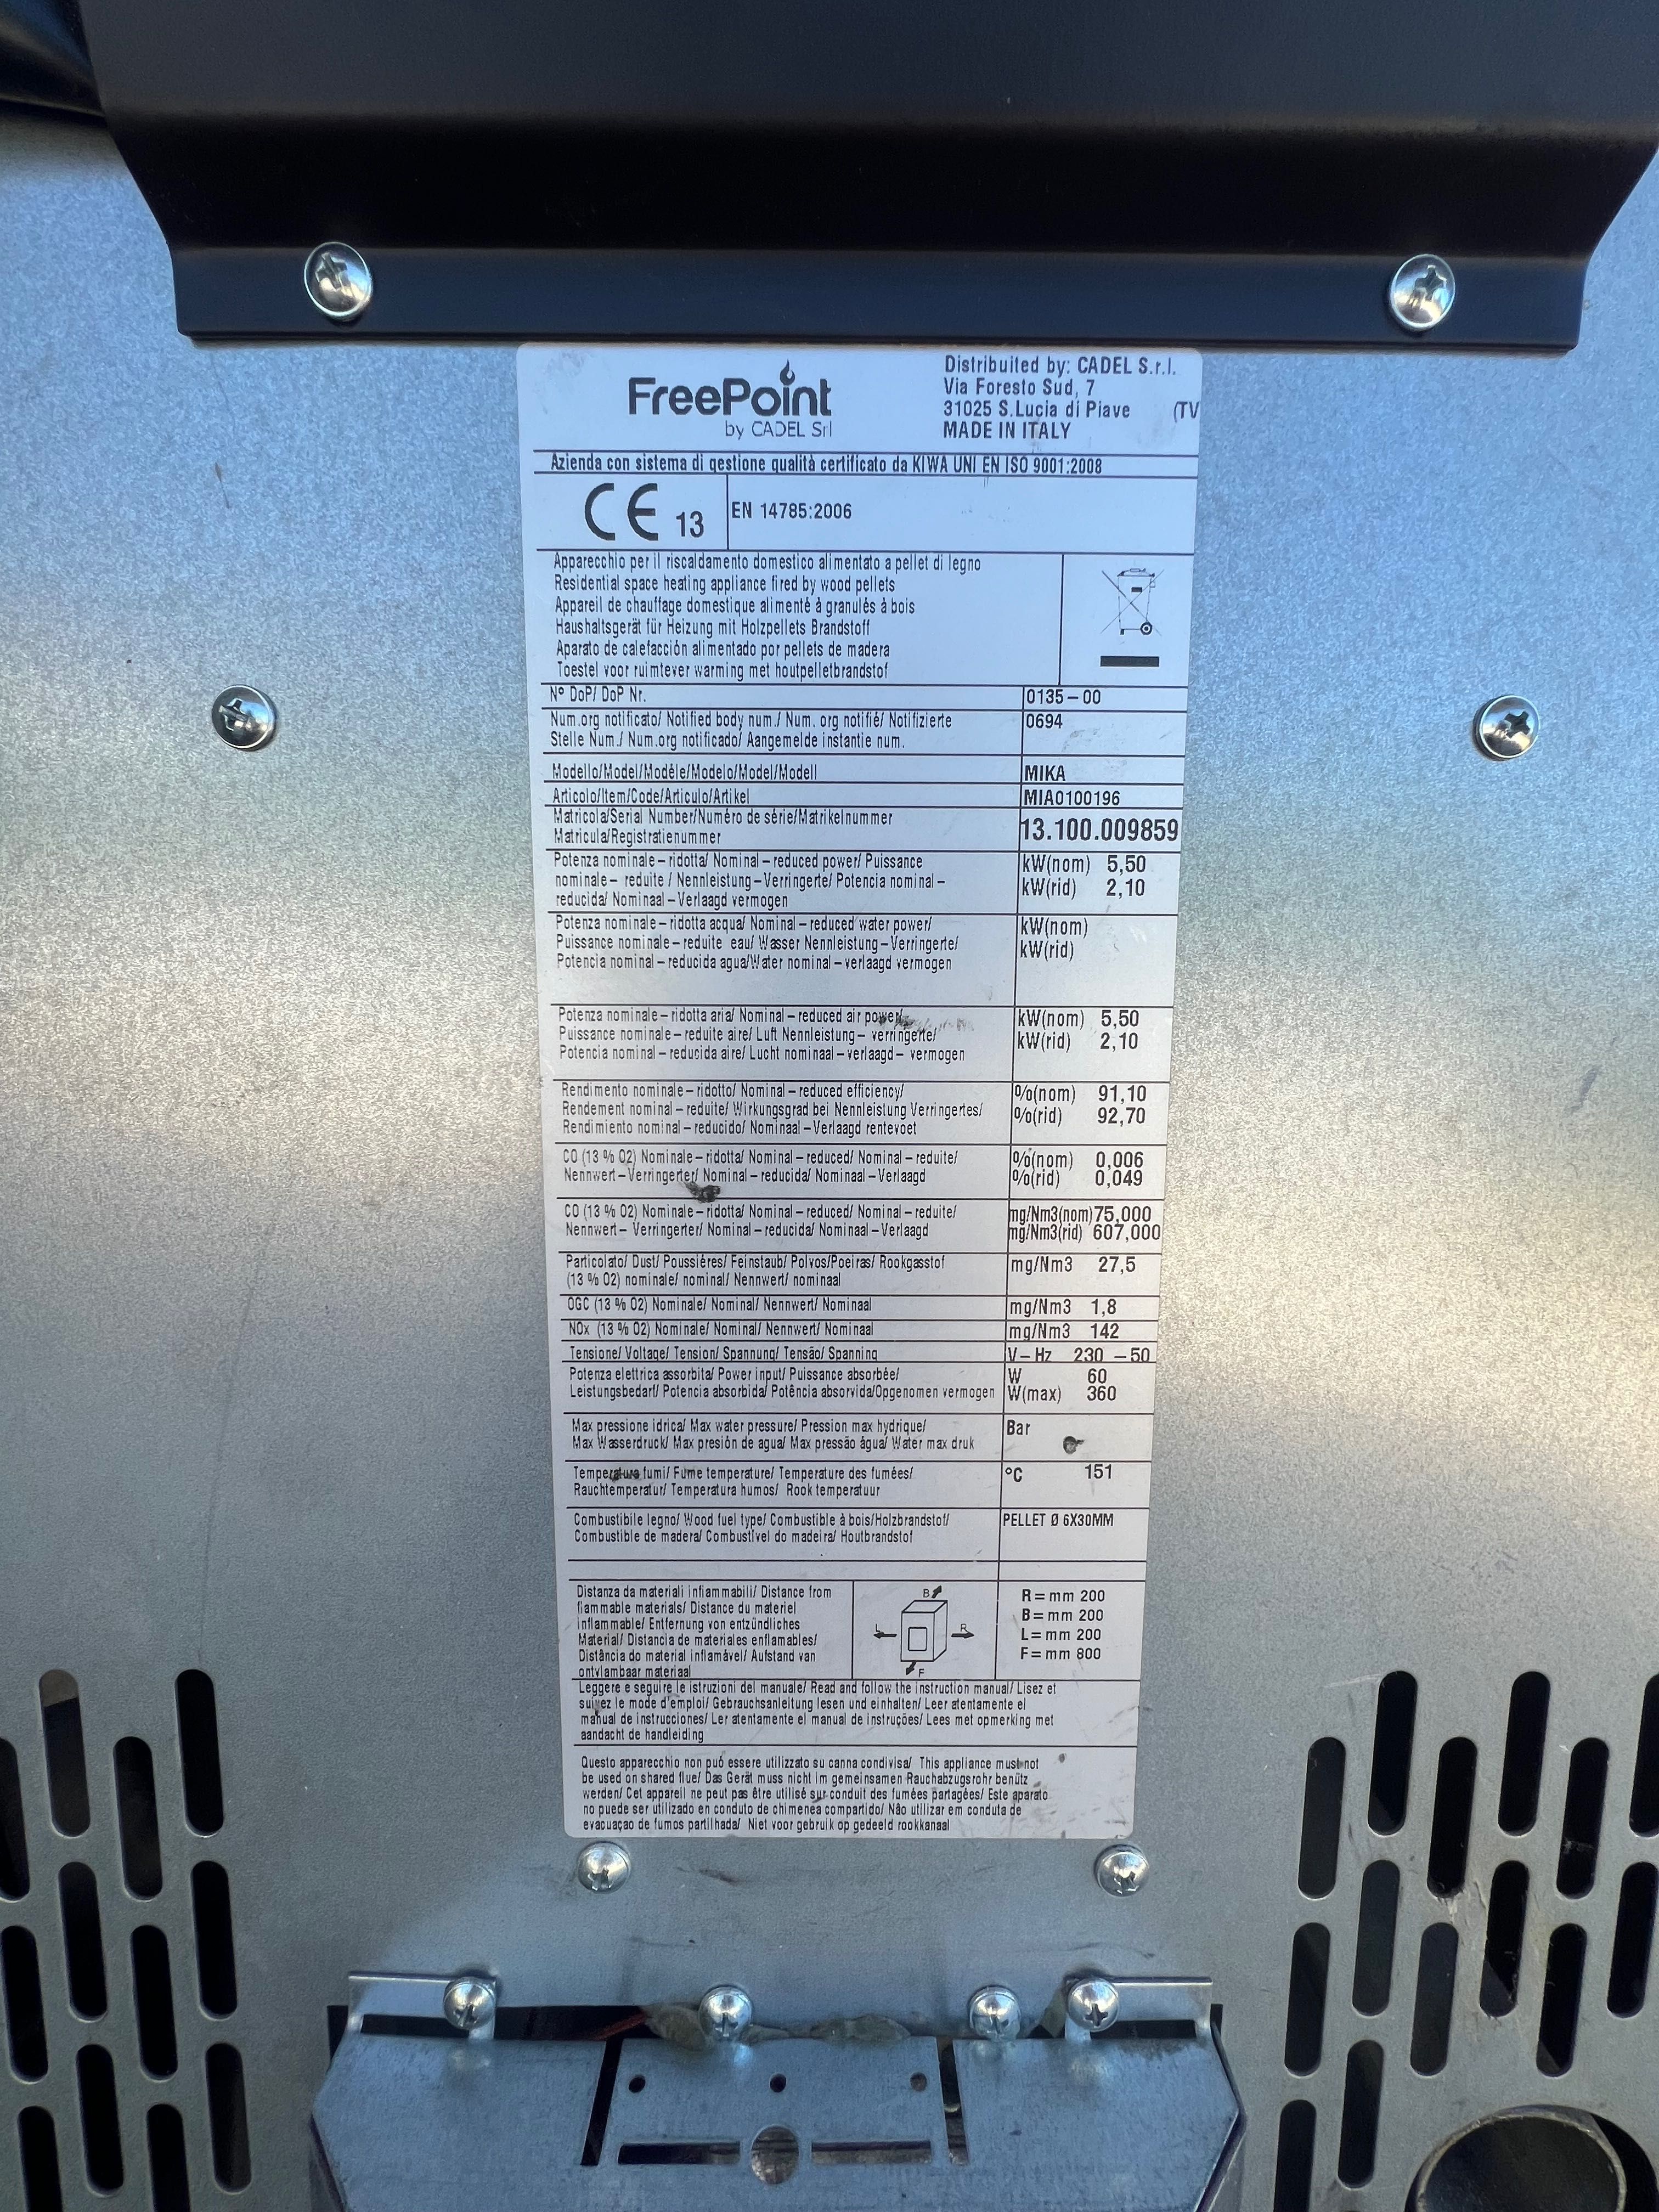 FreePoint
by CADEL Srl
Distribuited by: CADEL S.r.l.
Via Foresto Sud, 7
31025 S.Lucia di Piave (TV
MADE IN ITALY
Azienda con sistema di gestione qualità certificato da KIWA UNI EN ISO 9001:2008
CE 13
EN 14785:2006
Apparecchio per il riscaldamento domestico alimentato a pellet di legno
Residential space heating appliance fired by wood pellets
Appareil de chauffage domestique alimenté à granulés à bois
Haushaltsgerät für Heizung mit Holzpellets Brandstoff
Aparato de calefacción alimentado por pellets de madera
Toestel voor ruimtever warming met houtpelletbrandstof
N° DoP/ DoP Nr. 0135-00
Num.org notificato/ Notified body num./ Num. org notifié/ Notifizierte 0694
Stelle Num./ Num.org notificado/ Aangemelde instantie num.
Modello/Model/Modèle/Modelo/Model/Modell MIKA
Articolo/Item/Code/Articulo/Artikel MIA0100196
Matricola/Serial Number/Numéro de série/Matrikelnummer
Matricula/Registratienummer 13.100.009859
Potenza nominale-ridotta/ Nominal-reduced power/ Puissance kW(nom) 5,50
nominale- reduite / Nennleistung-Verringerte/ Potencia nominal- kW(rid) 2,10
reducida/ Nominaal-Verlaagd vermogen
Potenza nominale-ridotta acqua/ Nominal-reduced water power/ kW(nom)
Puissance nominale-reduite eau/ Wasser Nennleistung-Verringerte/ kW(rid)
Potencia nominal-reducida agua/Water nominal-verlaagd vermogen
Potenza nominale-ridotta aria/ Nominal-reduced air power/ kW(nom) 5,50
Puissance nominale-reduite aire/ Luft Nennleistung- verringerte/ kW(rid) 2,10
Potencia nominal-reducida aire/ Lucht nominaal-verlaagd- vermogen
Rendimento nominale-ridotto/ Nominal-reduced efficiency/ %(nom) 91,10
Rendement nominal-reduite/ Wirkungsgrad bei Nennleistung Verringertes/ %(rid) 92,70
Rendimiento nominal-reducido/ Nominaal-Verlaagd rentevoet
CO (13 % O2) Nominale-ridotta/ Nominal-reduced/ Nominal-reduite/ %(nom) 0,006
Nennwert-Verringerter/ Nominal-reducida/ Nominaal-Verlaagd %(rid) 0,049
CO (13 % O2) Nominale-ridotta/ Nominal-reduced/ Nominal-reduite/ mg/Nm3(nom) 75,000
Nennwert- Verringerter/ Nominal-reducida/ Nominaal-Verlaagd mg/Nm3(rid) 607,000
Particolato/ Dust/ Poussiéres/ Feinstaub/ Polvos/Poeiras/ Rookgasstof mg/Nm3 27,5
(13 % O2) nominale/ nominal/ Nennwert/ nominaal
OGC (13 % O2) Nominale/ Nominal/ Nennwert/ Nominaal mg/Nm3 1,8
NOx (13 % O2) Nominale/ Nominal/ Nennwert/ Nominaal mg/Nm3 142
Tensione/ Voltage/ Tension/ Spannung/ Tensão/ Spanning V-Hz 230 -50
Potenza elettrica assorbita/ Power input/ Puissance absorbée/ W 60
Leistungsbedarf/ Potencia absorbida/ Potência absorvida/Opgenomen vermogen W(max) 360
Max pressione idrica/ Max water pressure/ Pression max hydrique/ Bar
Max Wasserdruck/ Max presión de agua/ Max pressão água/ Water max druk
Temperatura fumi/ Fume temperature/ Temperature des fumées/ °C 151
Rauchtemperatur/ Temperatura humos/ Rook temperatuur
Combustibile legno/ Wood fuel type/ Combustible à bois/Holzbrandstof/ PELLET Ø 6X30MM
Combustible de madera/ Combustível do madeira/ Houtbrandstof
Distanza da materiali infiammabili/ Distance from
fiammable materials/ Distance du materiel
inflammable/ Entfernung von entzündliches
Material/ Distancia de materiales enflamables/
Distância do material inflamável/ Aufstand van
ontvlambaar materiaal
B
L
R
F
R=mm 200
B=mm 200
L=mm 200
F=mm 800
Leggere e seguire le istruzioni del manuale/ Read and follow the instruction manual/ Lisez et
suivez le mode d'emploi/ Gebrauchsanleitung lesen und einhalten/ Leer atentamente el
manual de instrucciones/ Ler atentamente el manual de instruções/ Lees met opmerking met
aandacht de handleiding
Questo apparecchio non puó essere utilizzato su canna condivisa/ This appliance must not
be used on shared flue/ Das Gerät muss nicht im gemeinsamen Rauchabzugsrohr benütz
werden/ Cet appareil ne peut pas être utilisé sur conduit des fumées partagées/ Este aparato
no puede ser utilizado en conduto de chimenea compartido/ Não utilizar em conduta de
evacuaçao de fumos partilhada/ Niet voor gebruik op gedeeld rookkanaal